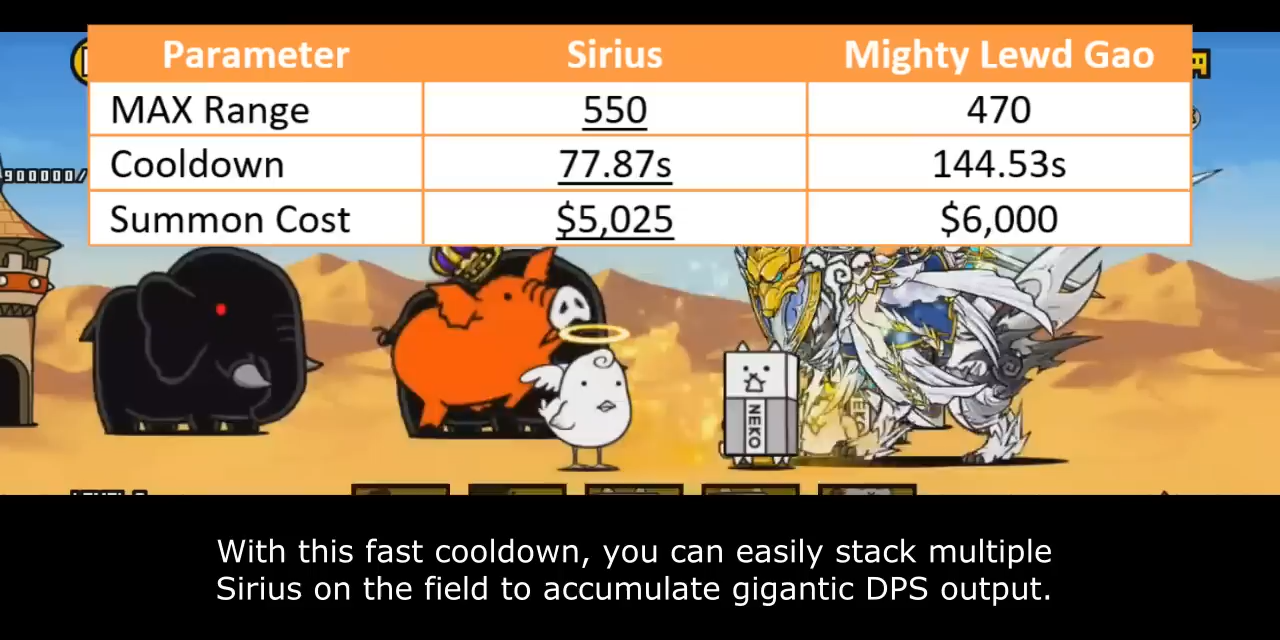 Parameter Sirius Mighty Lewd Gao
MAX Range 550 470
Cooldown 77.87s 144.53s
Summon Cost $5,025 $6,000
900000/
NEKO
With this fast cooldown, you can easily stack multiple
Sirius on the field to accumulate gigantic DPS output.